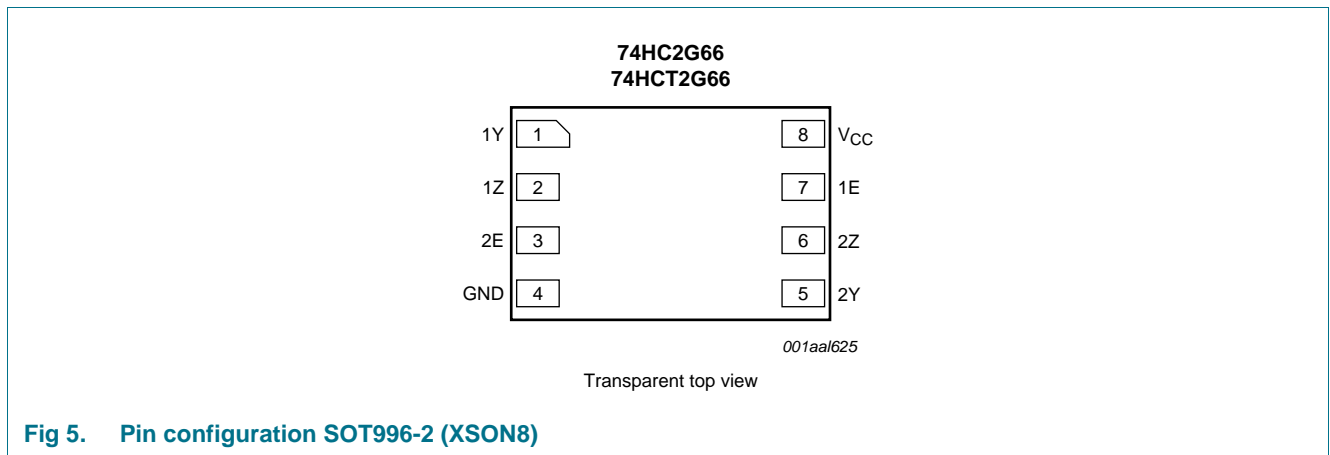 74HC2G66
74HCT2G66
1Y 1 8 VCC
1Z 2 7 1E
2E 3 6 2Z
GND 4 5 2Y
001aal625
Transparent top view
Fig 5. Pin configuration SOT996-2 (XSON8)